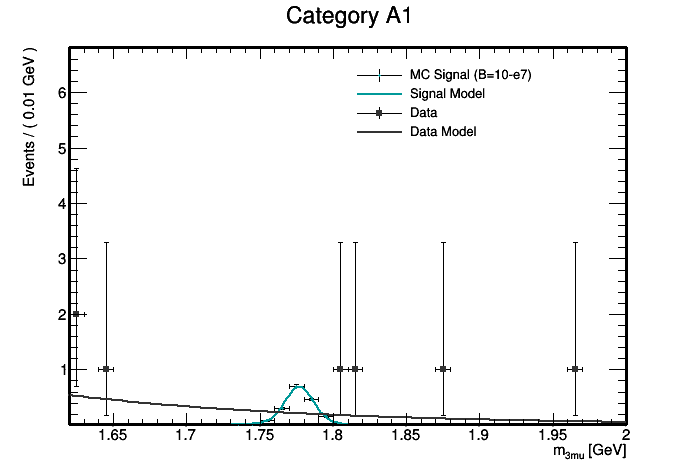 Category A1
Events / ( 0.01 GeV )
6
5
4
3
2
1
MC Signal (B=10-e7)
Signal Model
Data
Data Model
1.65 1.7 1.75 1.8 1.85 1.9 1.95 2
m3mu [GeV]